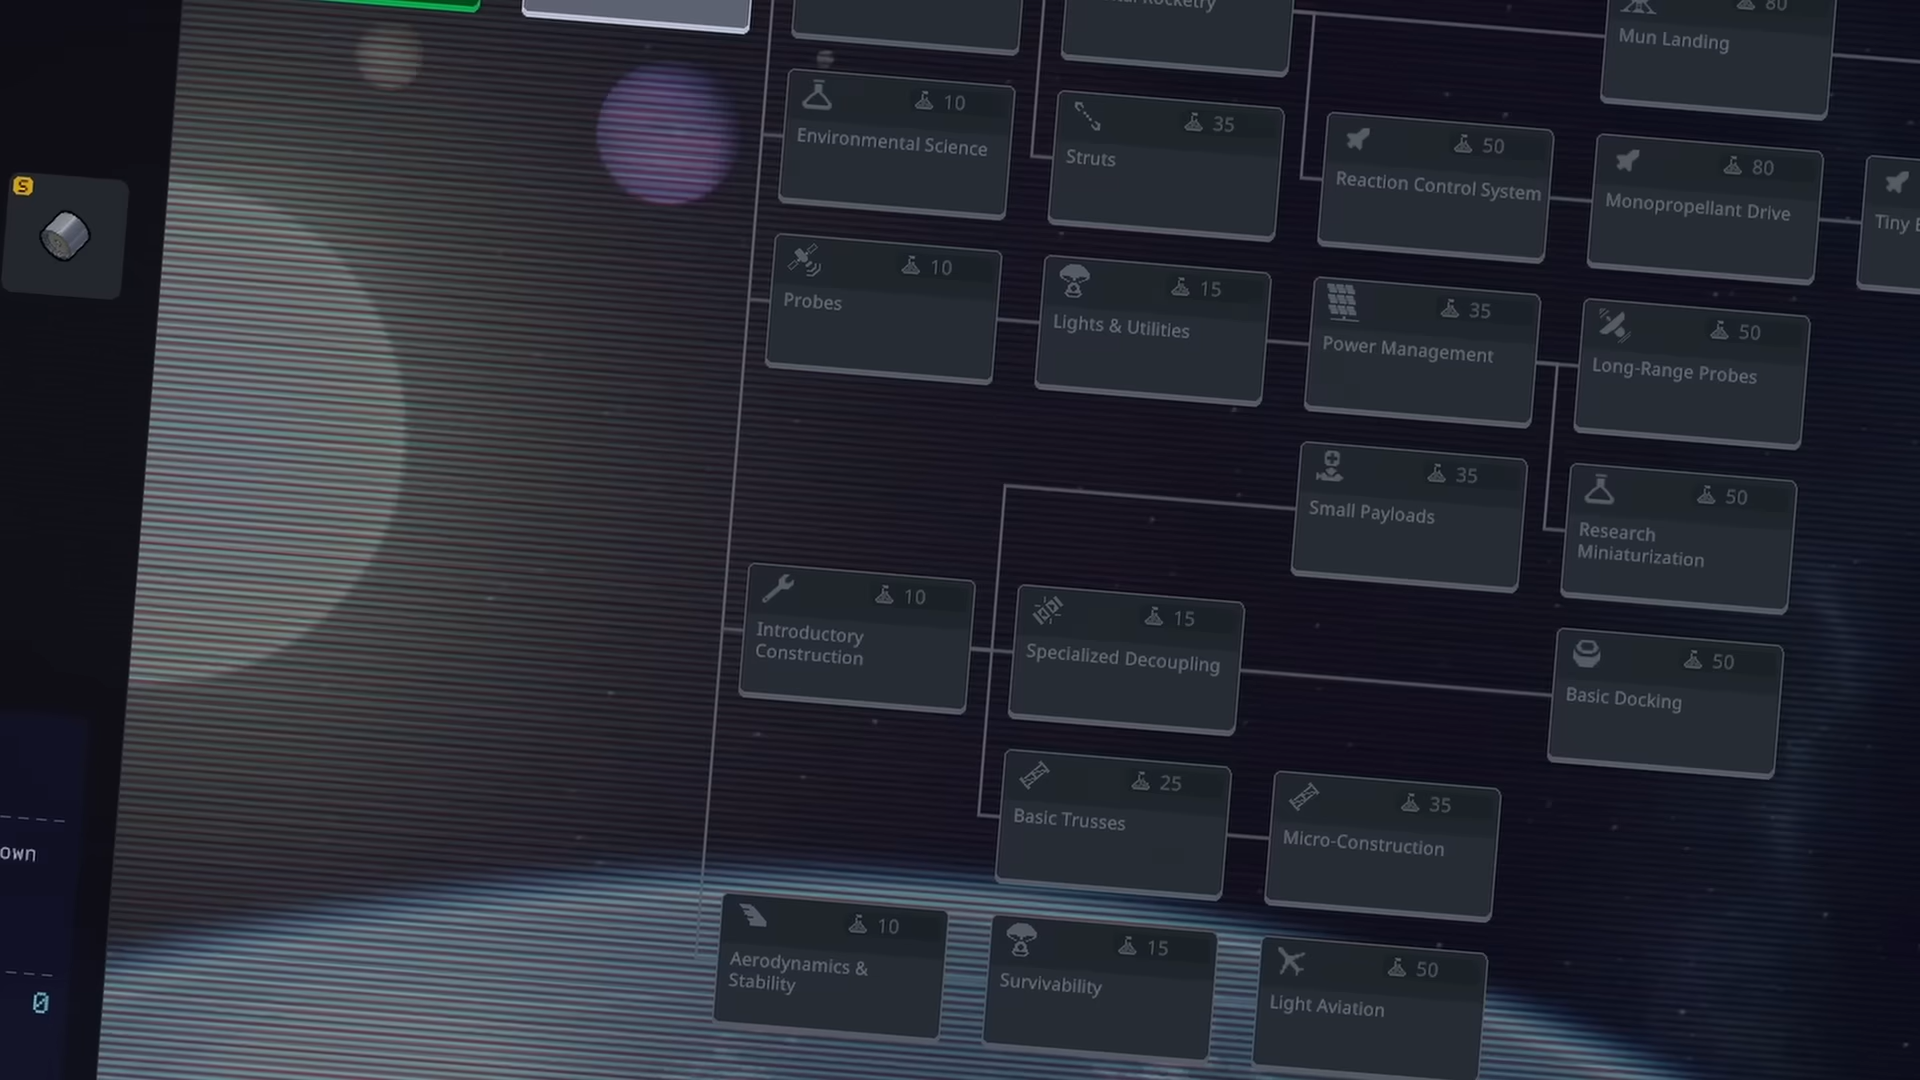 80
Mun Landing
10
Environmental Science
35
Struts
50
Reaction Control System
80
Monopropellant Drive
Tiny
S
10
Probes
15
Lights & Utilities
35
Power Management
50
Long-Range Probes
35
Small Payloads
50
Research
Miniaturization
10
Introductory
Construction
15
Specialized Decoupling
50
Basic Docking
25
Basic Trusses
35
Micro-Construction
own
10
Aerodynamics &
Stability
15
Survivability
50
Light Aviation
0